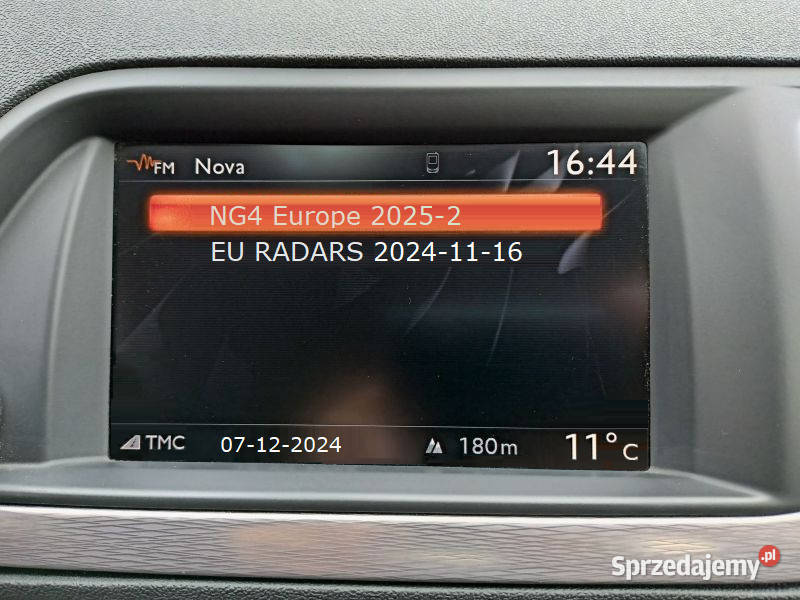 FM Nova 16:44
NG4 Europe 2025-2
EU RADARS 2024-11-16
TMC 07-12-2024 180m 11°C
Sprzedajemy.pl